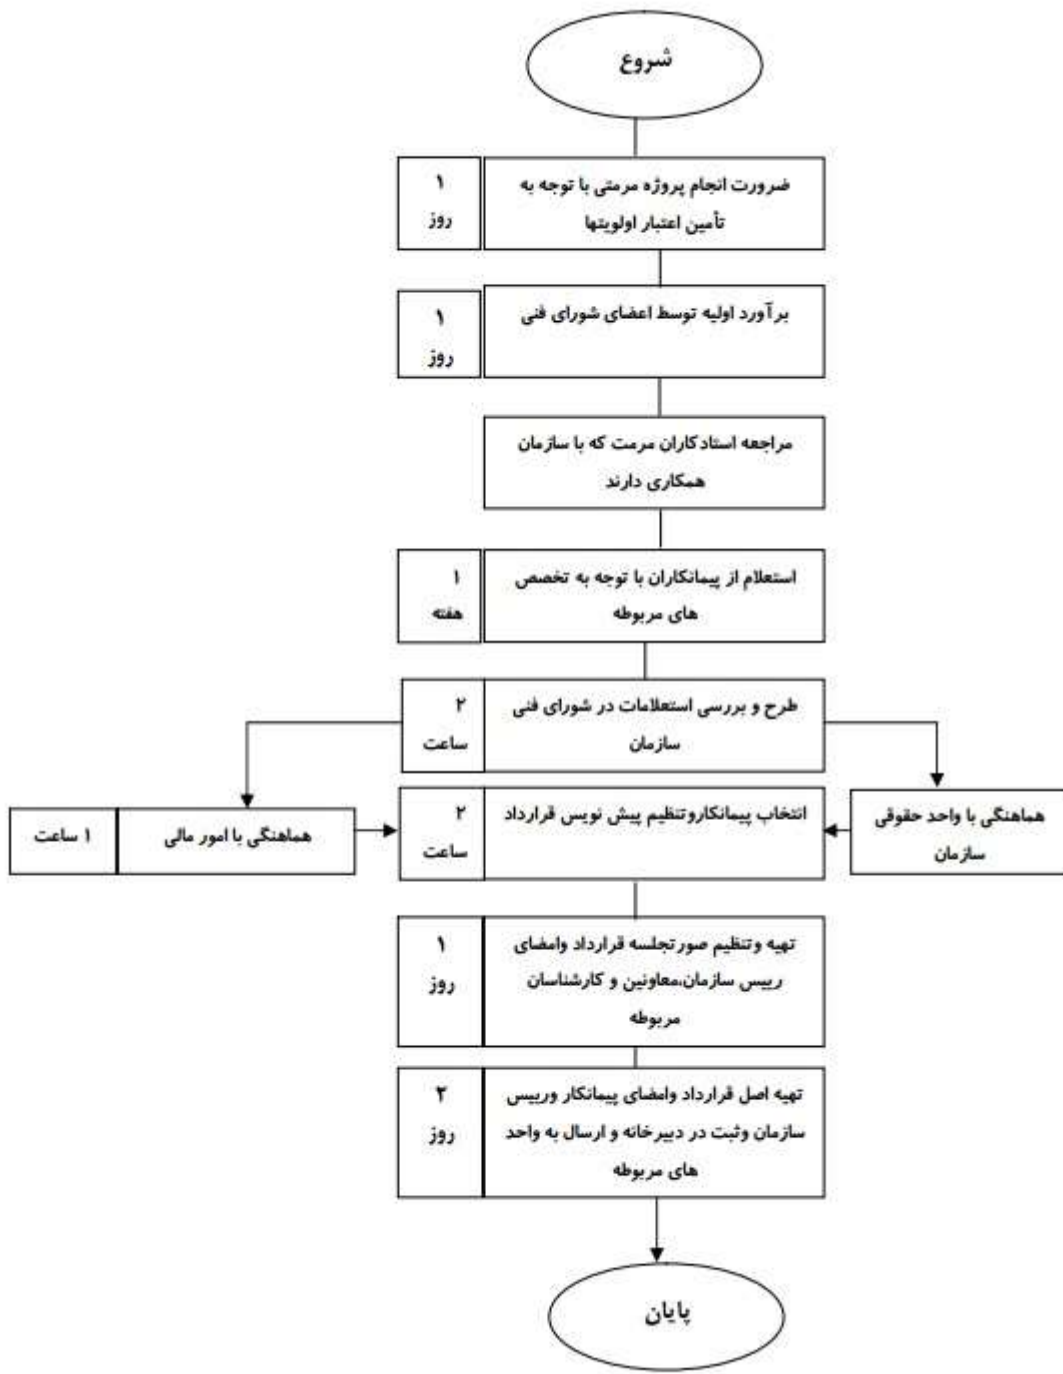 شروع
ضرورت انجام پروژه مرمتی با توجه به
تأمین اعتبار اولویتها
۱
روز
برآورد اولیه توسط اعضای شورای فنی
۱
روز
مراجعه استادکاران مرمت که با سازمان
همکاری دارند
استعلام از پیمانکاران با توجه به تخصص
های مربوطه
۱
هفته
طرح و بررسی استعلامات در شورای فنی
سازمان
۲
ساعت
هماهنگی با واحد حقوقی
سازمان
انتخاب پیمانکاروتنظیم پیش نویس قرارداد
۲
ساعت
هماهنگی با امور مالی
۱ ساعت
تهیه وتنظیم صورتجلسه قرارداد وامضای
رییس سازمان،معاونین و کارشناسان
مربوطه
۱
روز
تهیه اصل قرارداد وامضای پیمانکار ورییس
سازمان وثبت در دبیرخانه و ارسال به واحد
های مربوطه
۲
روز
پایان